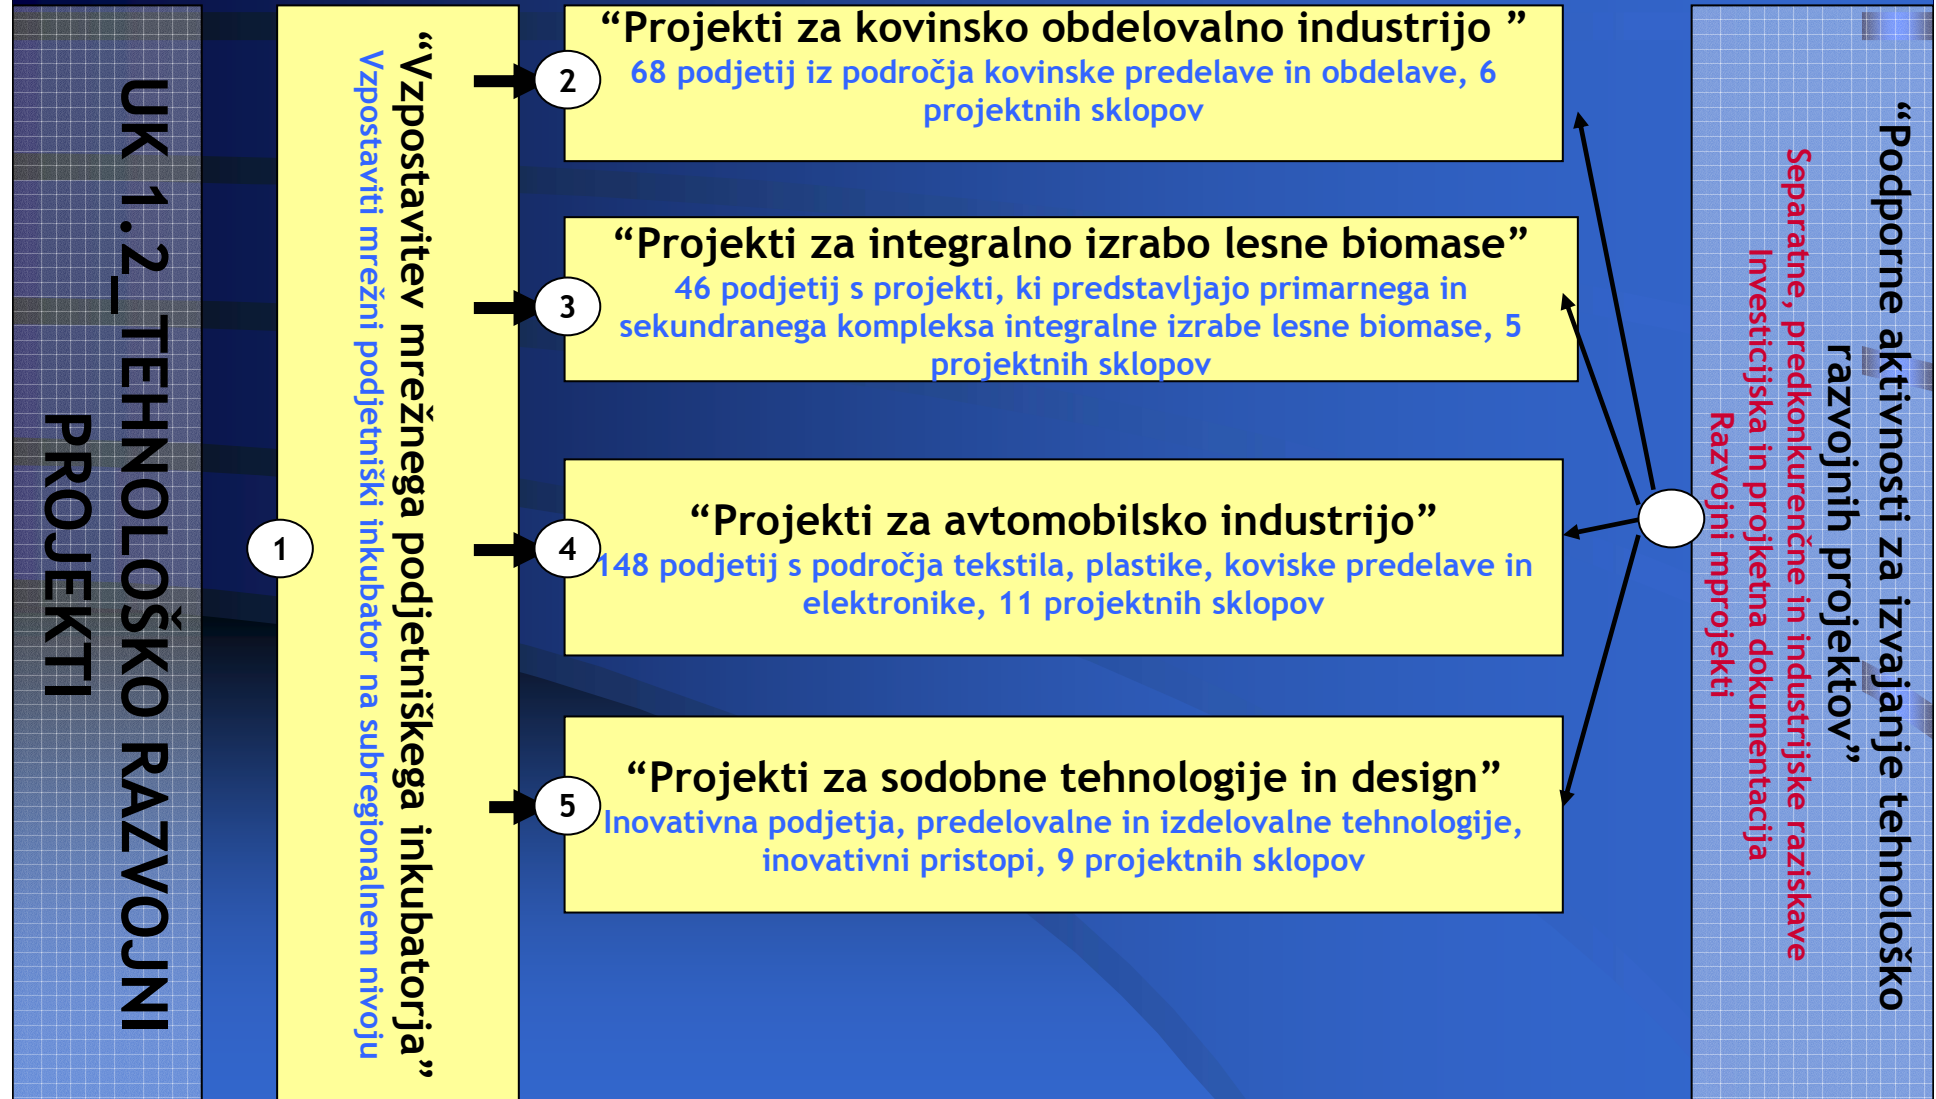 UK 1.2_TEHNOLOŠKO RAZVOJNI
PROJEKTI
1
“Vzpostavitev mrežnega podjetniškega inkubatorja”
Vzpostaviti mrežni podjetniški inkubator na subregionalnem nivoju
2
“Projekti za kovinsko obdelovalno industrijo ”
68 podjetij iz področja kovinske predelave in obdelave, 6
projektnih sklopov
3
“Projekti za integralno izrabo lesne biomase”
46 podjetij s projekti, ki predstavljajo primarnega in
sekundranega kompleksa integralne izrabe lesne biomase, 5
projektnih sklopov
4
“Projekti za avtomobilsko industrijo”
148 podjetij s področja tekstila, plastike, koviske predelave in
elektronike, 11 projektnih sklopov
5
“Projekti za sodobne tehnologije in design”
Inovativna podjetja, predelovalne in izdelovalne tehnologije,
inovativni pristopi, 9 projektnih sklopov
“Podporne aktivnosti za izvajanje tehnološko
razvojnih projektov”
Separatne, predkonkurenčne in industrijske raziskave
Investicijska in projketna dokumentacija
Razvojni mprojekti